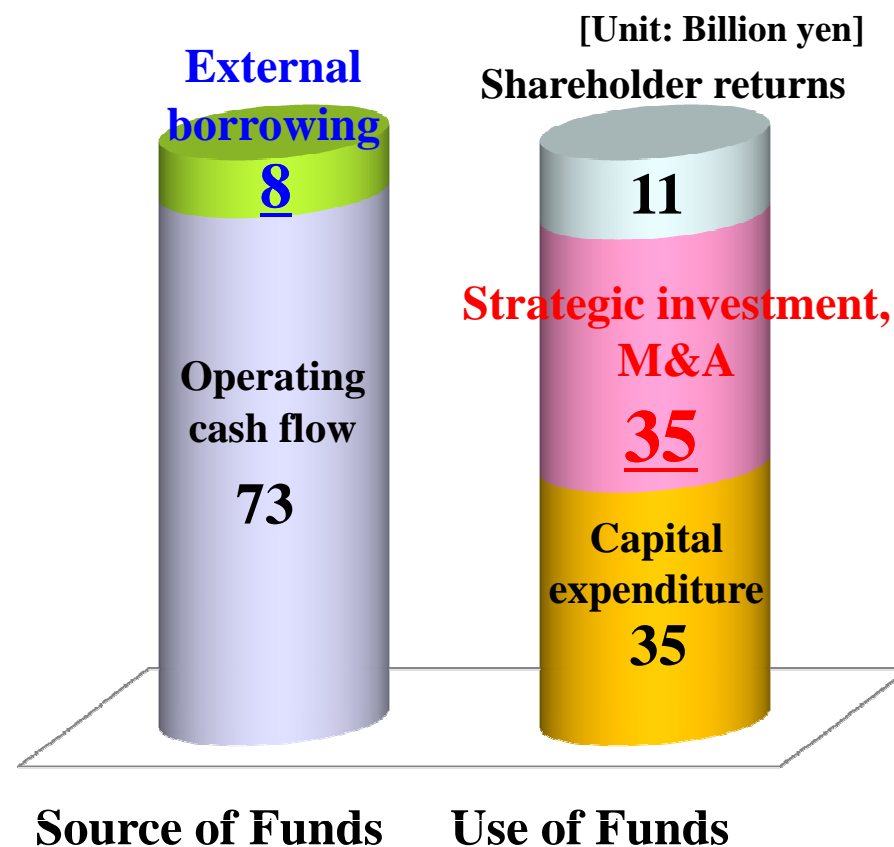 [Unit: Billion yen]
External
borrowing
8
Operating
cash flow
73
Source of Funds
Shareholder returns
11
Strategic investment,
M&A
35
Capital
expenditure
35
Use of Funds